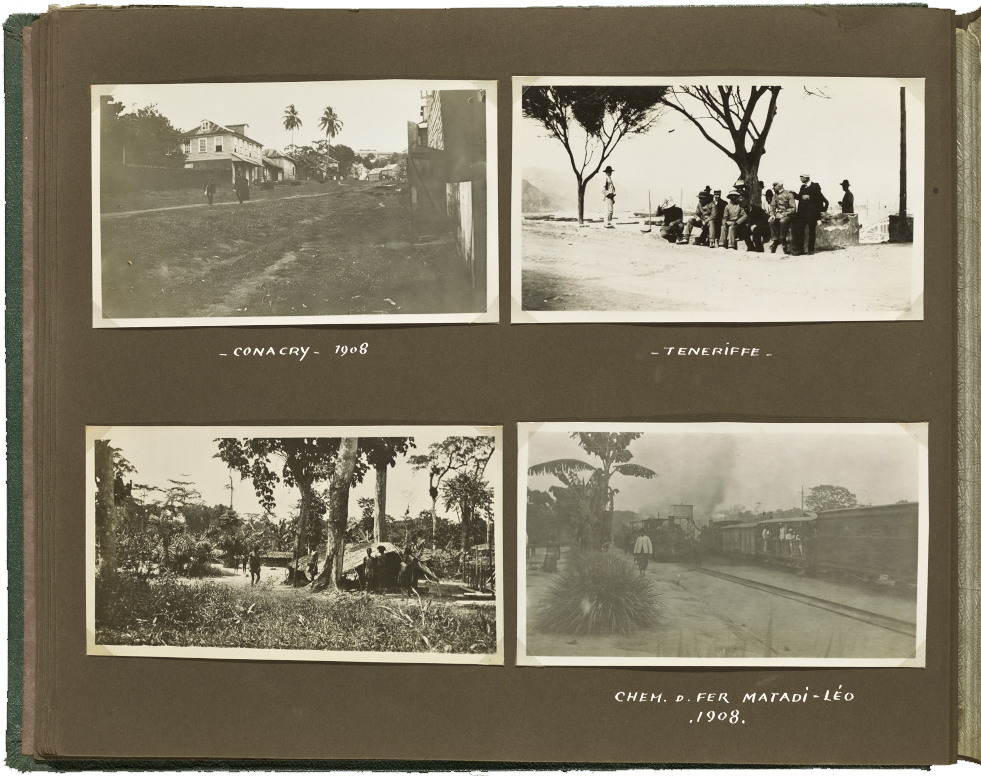 - CONACRY - 1908
- TENERiFFE -
CHEM. D. FER MATADi - LÉO
.1908.